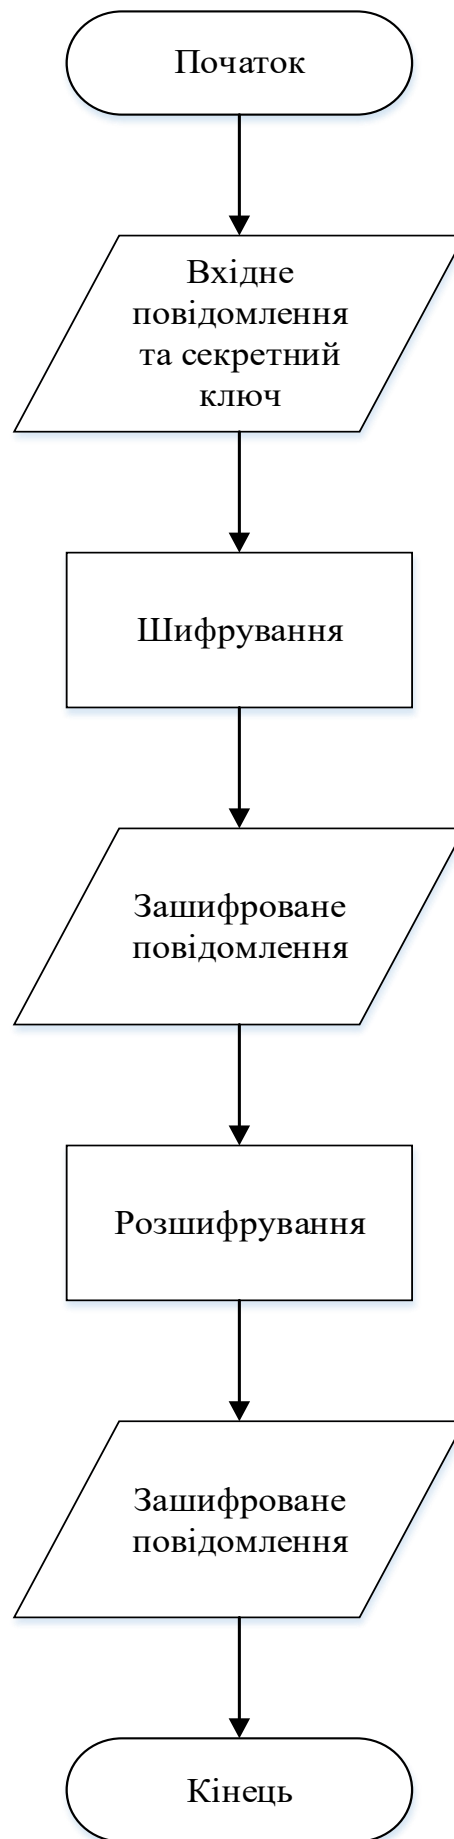 Початок
Вхідне
повідомлення
та секретний
ключ
Шифрування
Зашифроване
повідомлення
Розшифрування
Зашифроване
повідомлення
Кінець